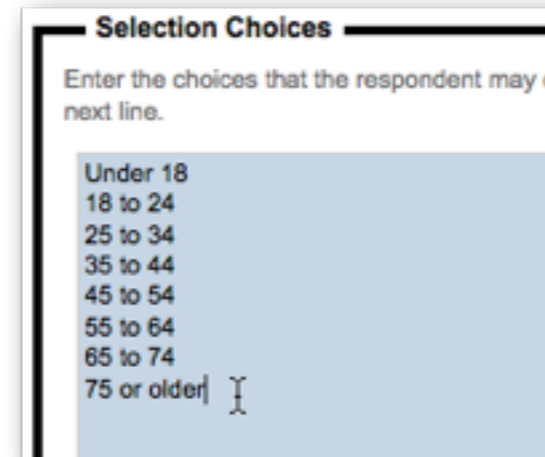 Selection Choices
Enter the choices that the respondent may
next line.
Under 18
18 to 24
25 to 34
35 to 44
45 to 54
55 to 64
65 to 74
75 or older